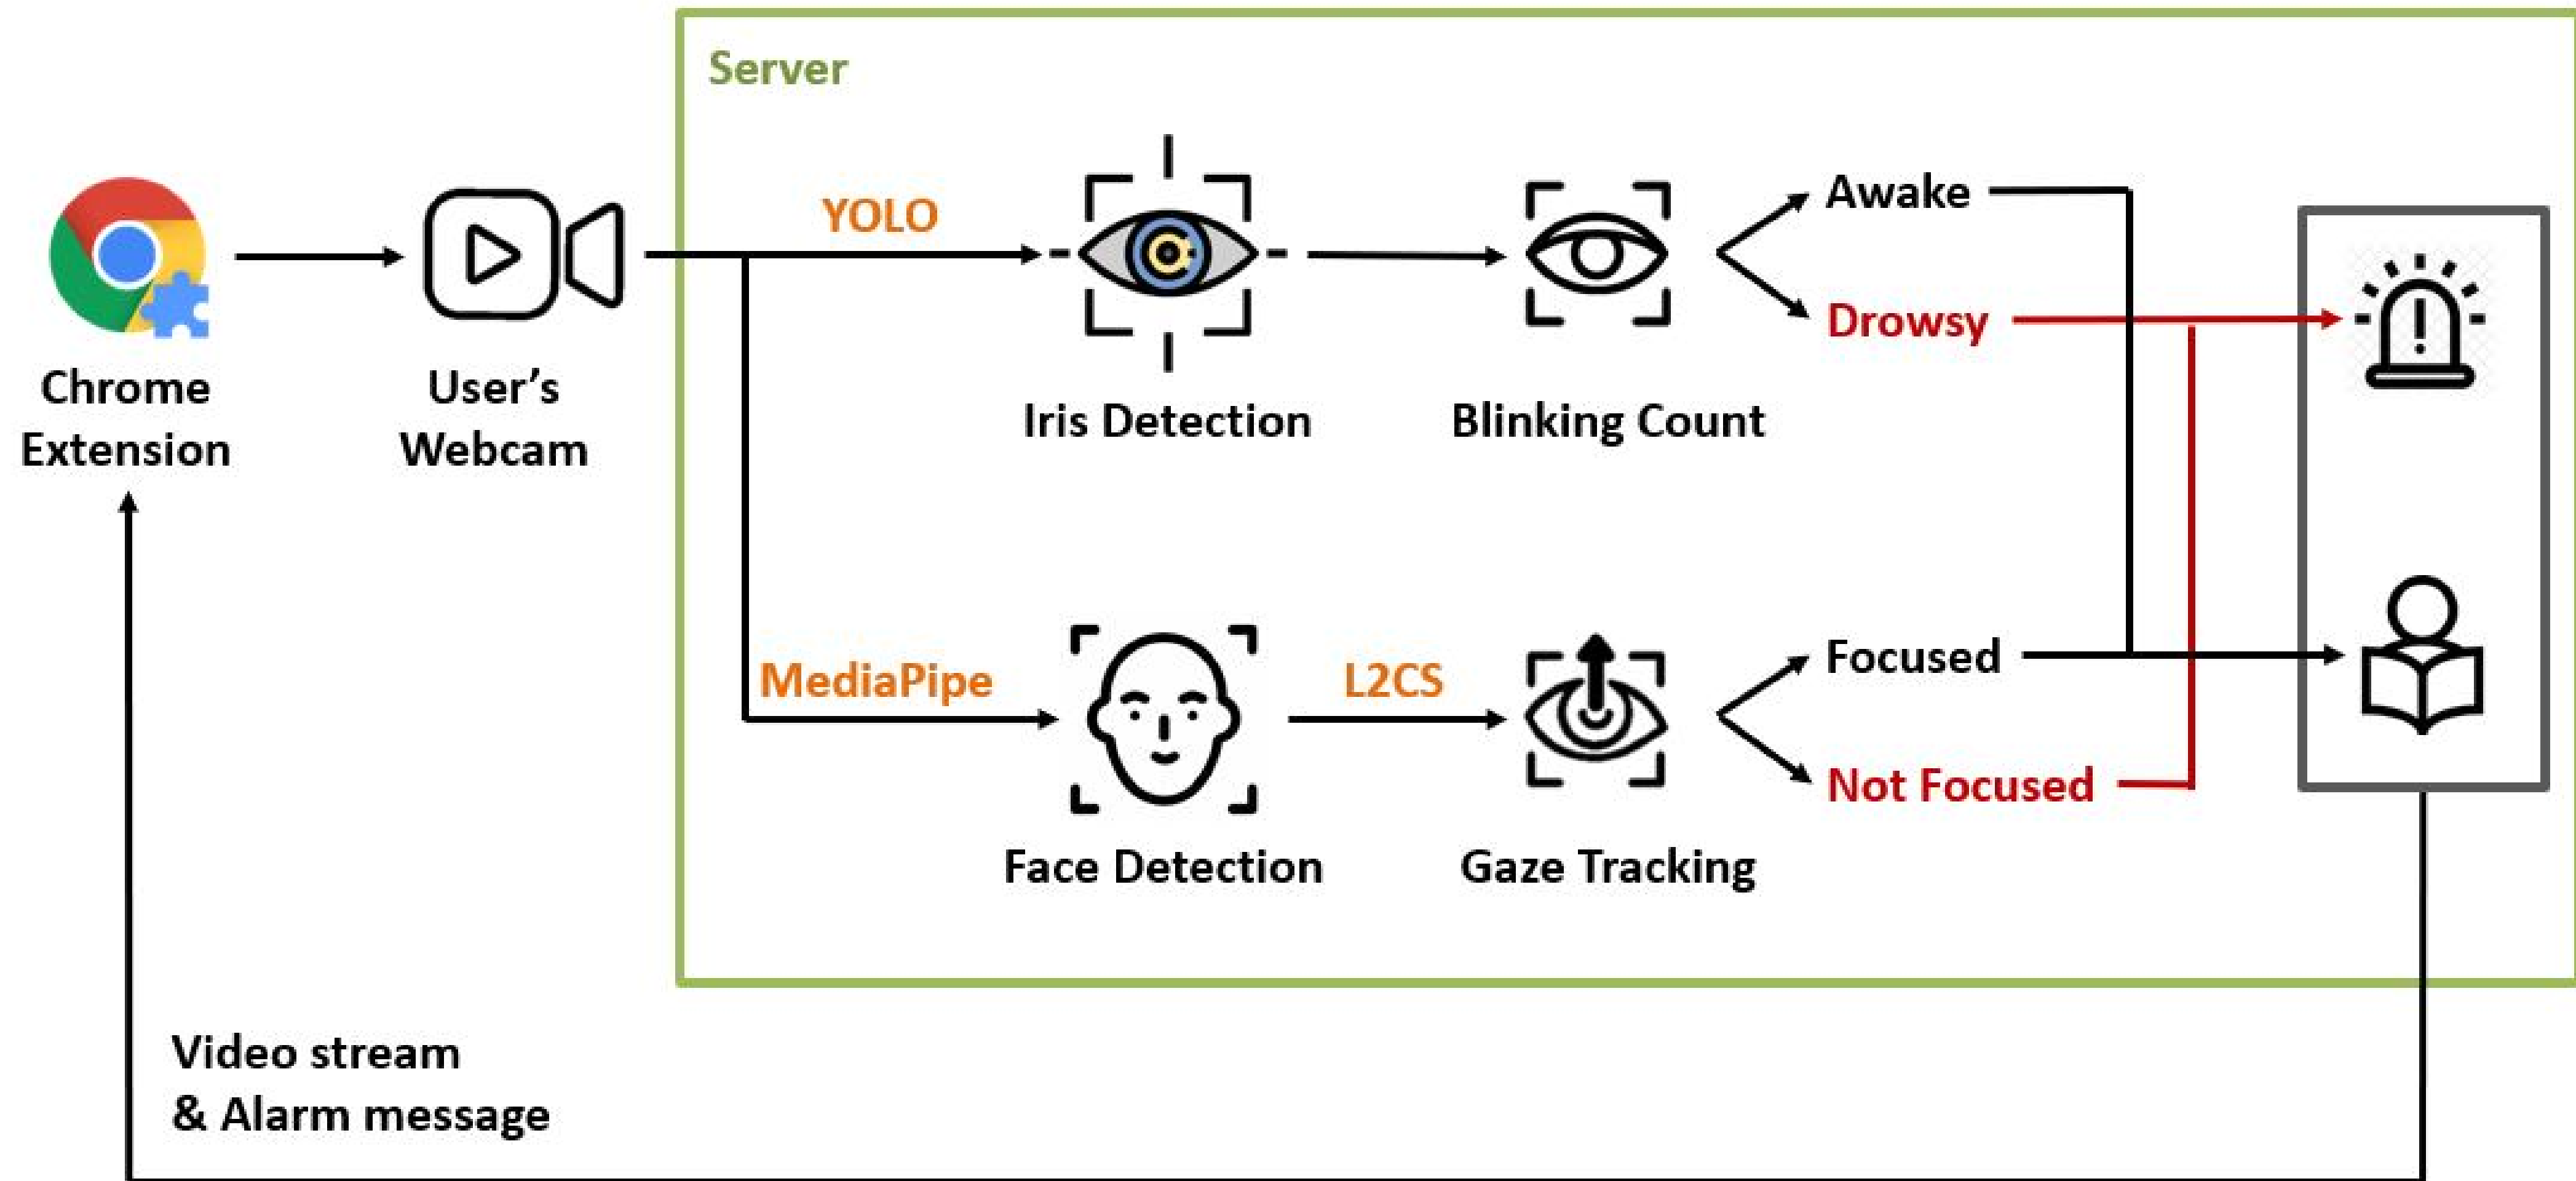 Server
YOLO
Awake
Drowsy
Chrome
Extension
User’s
Webcam
Iris Detection
Blinking Count
MediaPipe
L2CS
Focused
Not Focused
Face Detection
Gaze Tracking
Video stream
& Alarm message